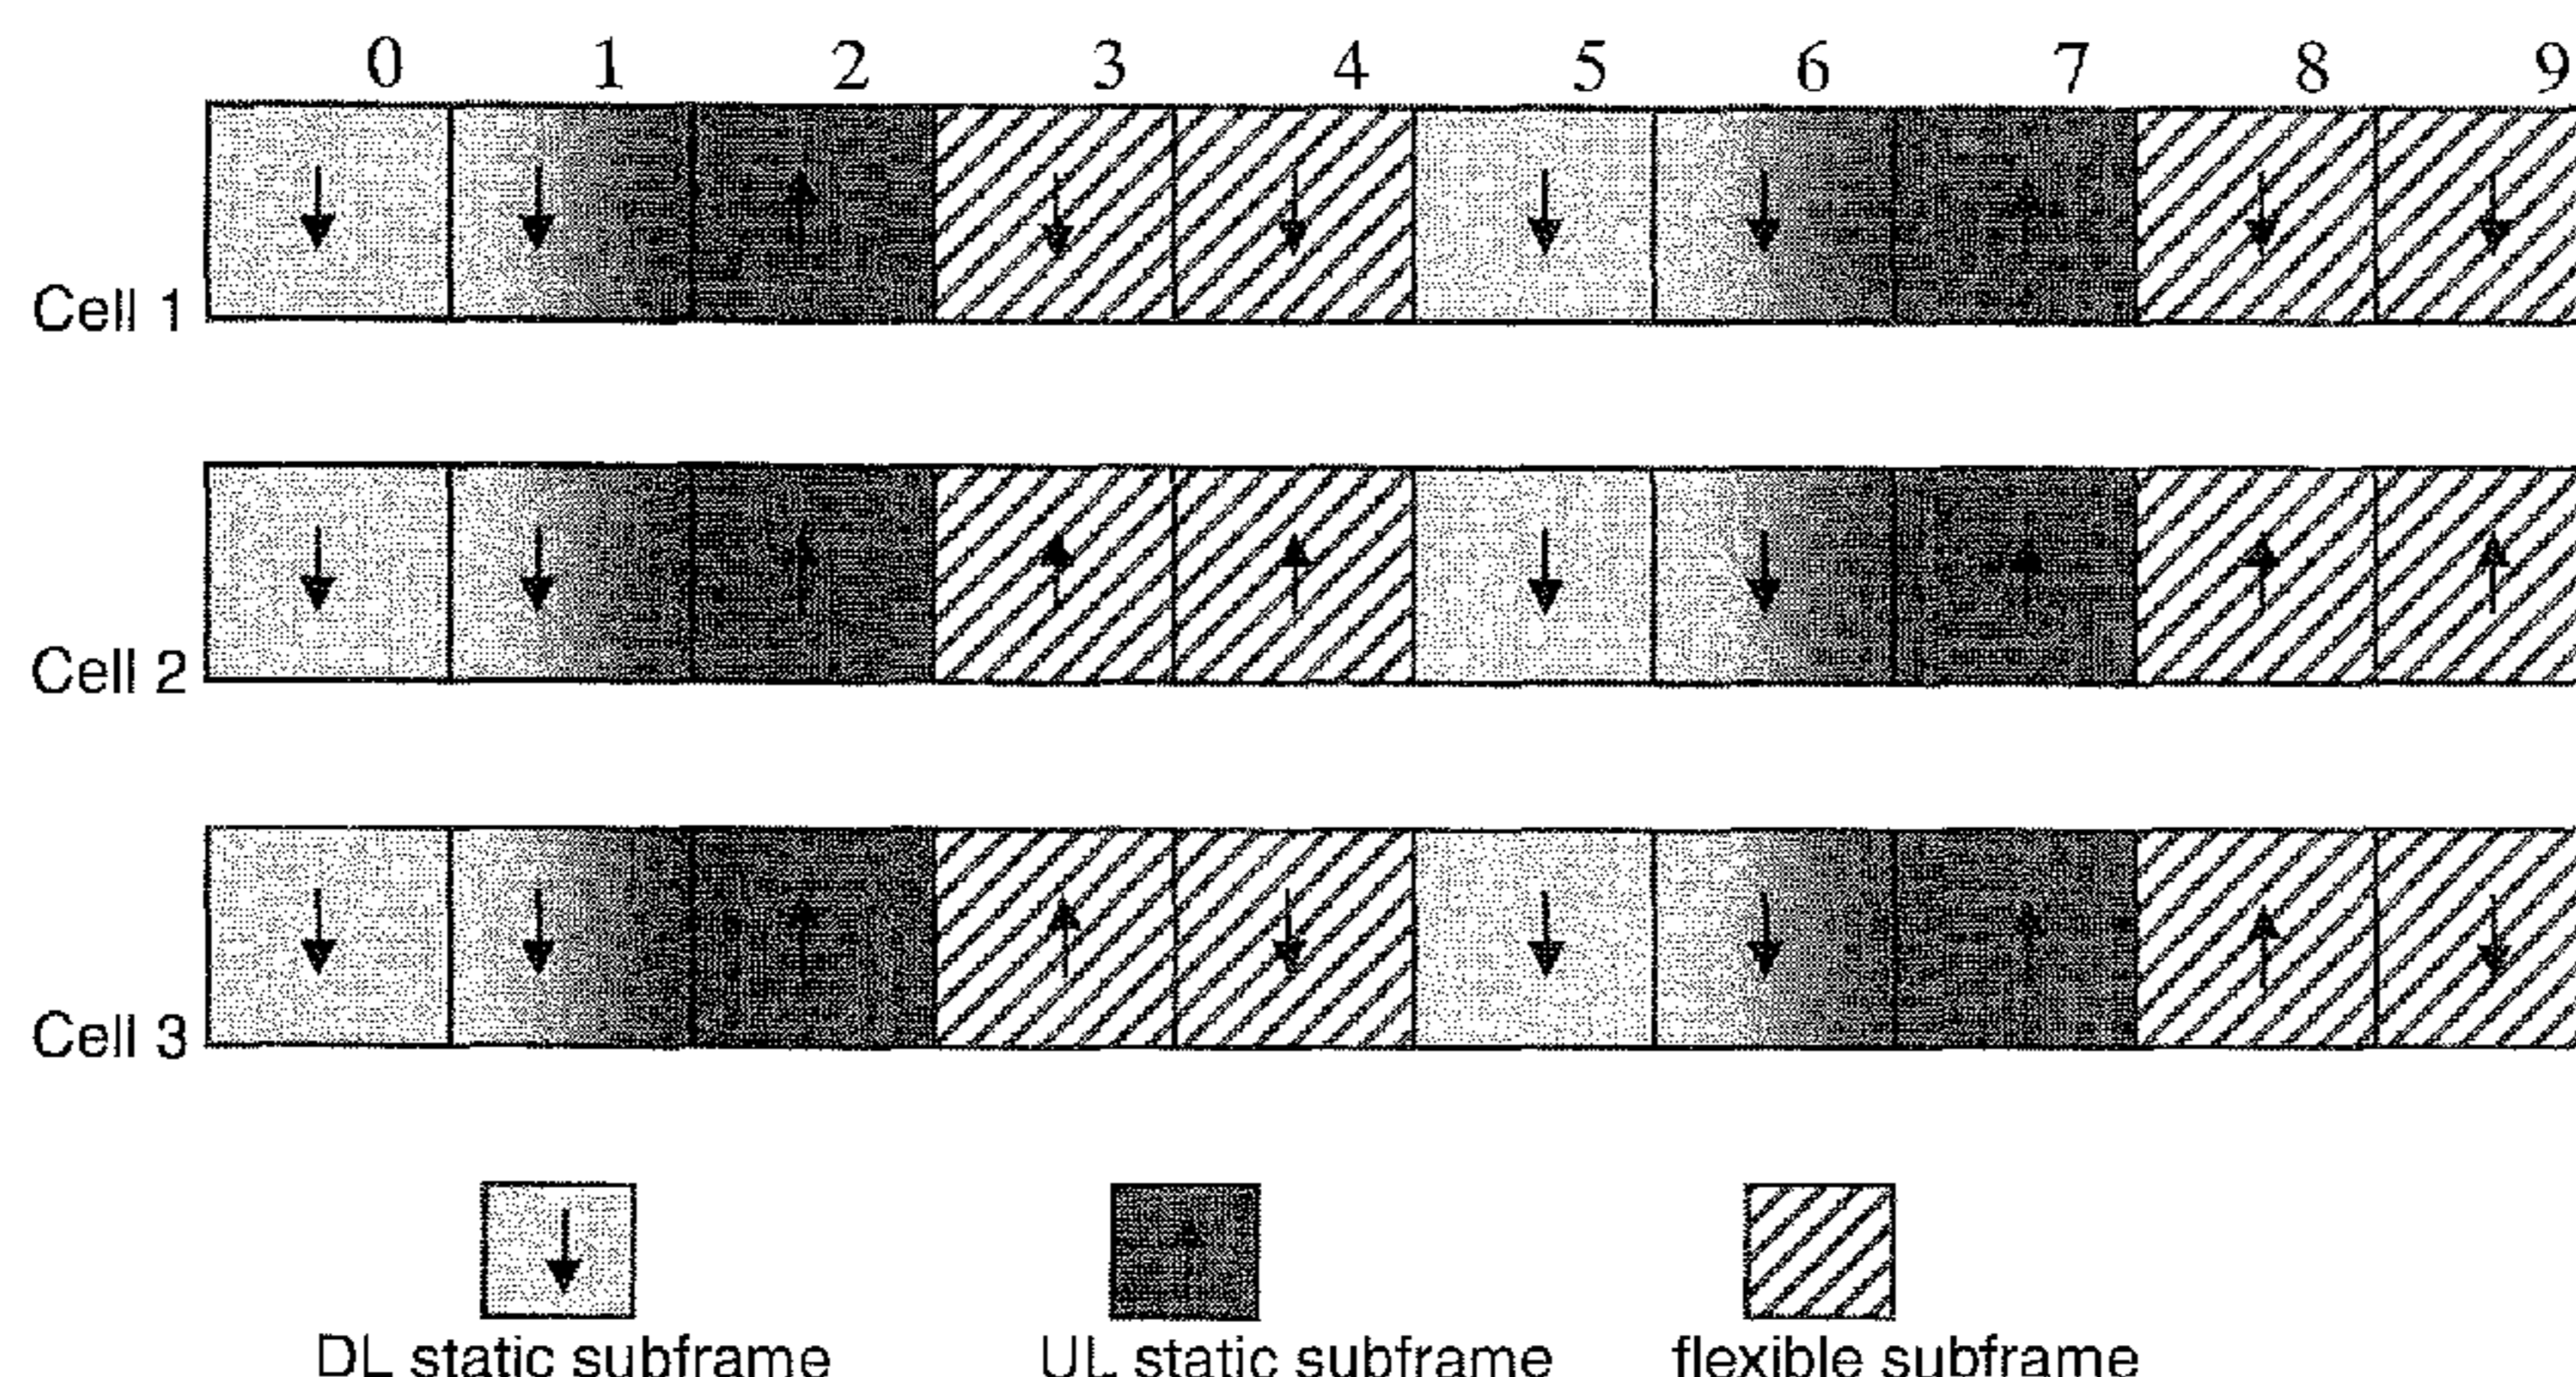 0 1 2 3 4 5 6 7 8 9
Cell 1
Cell 2
Cell 3
DL static subframe
UL static subframe
flexible subframe